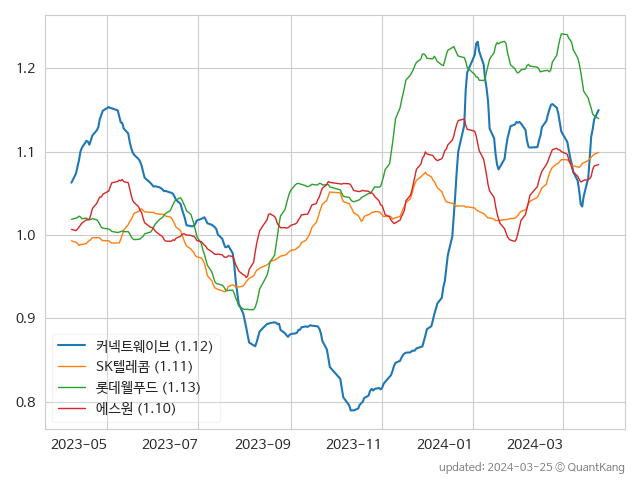 1.2
1.1
1.0
0.9
0.8
커넥트웨이브 (1.12)
SK텔레콤 (1.11)
롯데웰푸드 (1.13)
에스원 (1.10)
2023-05 2023-07 2023-09 2023-11 2024-01 2024-03
updated: 2024-03-25 © QuantKang